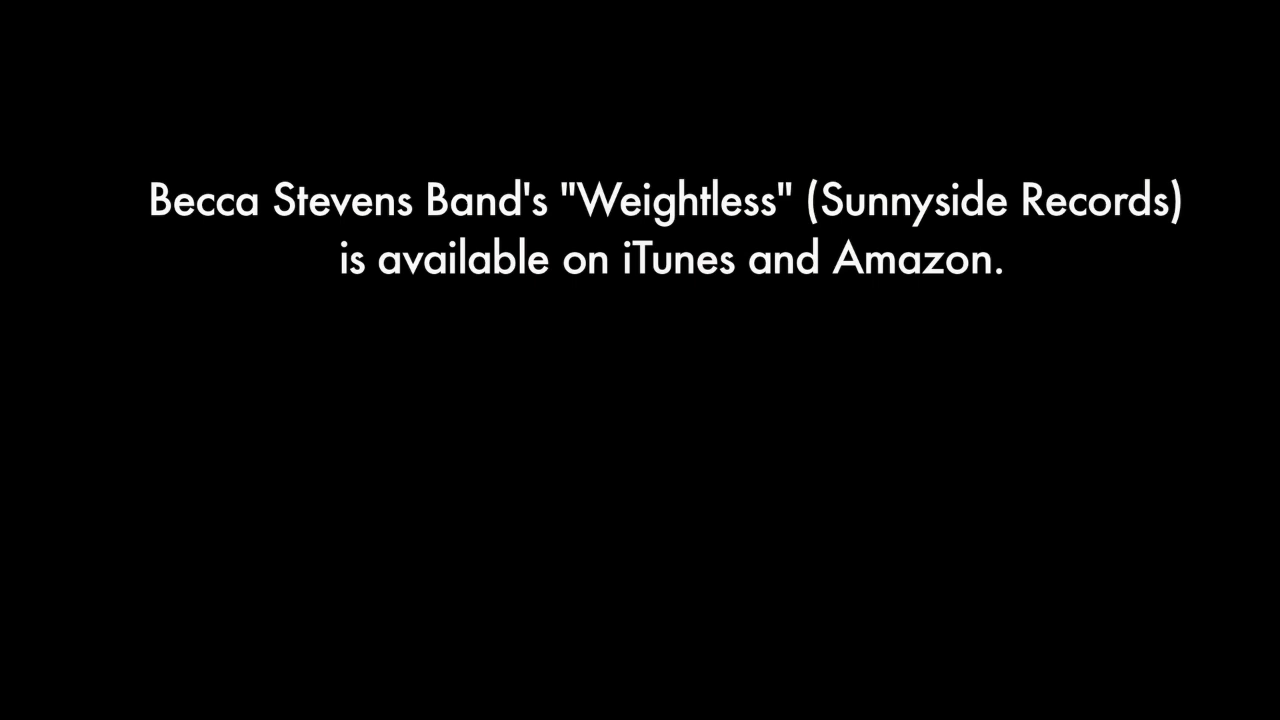 Becca Stevens Band's "Weightless" (Sunnyside Records)
is available on iTunes and Amazon.